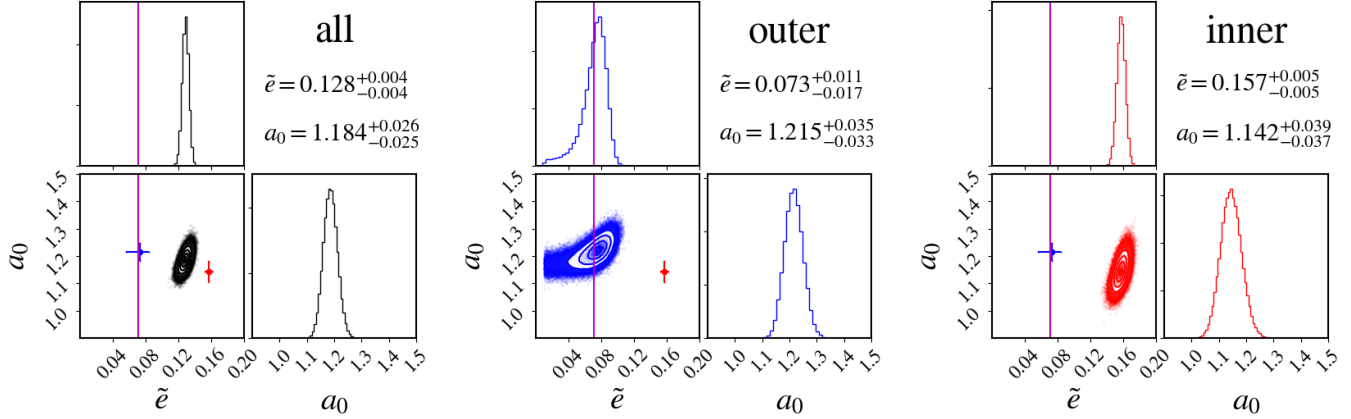 all
ẽ = 0.128 +0.004 −0.004
a0 = 1.184 +0.026 −0.025
a0
1.5
1.4
1.3
1.2
1.1
1.0
0.04 0.08 0.12 0.16 0.20
1.0 1.1 1.2 1.3 1.4 1.5
ẽ
a0
outer
ẽ = 0.073 +0.011 −0.017
a0 = 1.215 +0.035 −0.033
a0
1.5
1.4
1.3
1.2
1.1
1.0
0.04 0.08 0.12 0.16 0.20
1.0 1.1 1.2 1.3 1.4 1.5
ẽ
a0
inner
ẽ = 0.157 +0.005 −0.005
a0 = 1.142 +0.039 −0.037
a0
1.5
1.4
1.3
1.2
1.1
1.0
0.04 0.08 0.12 0.16 0.20
1.0 1.1 1.2 1.3 1.4 1.5
ẽ
a0